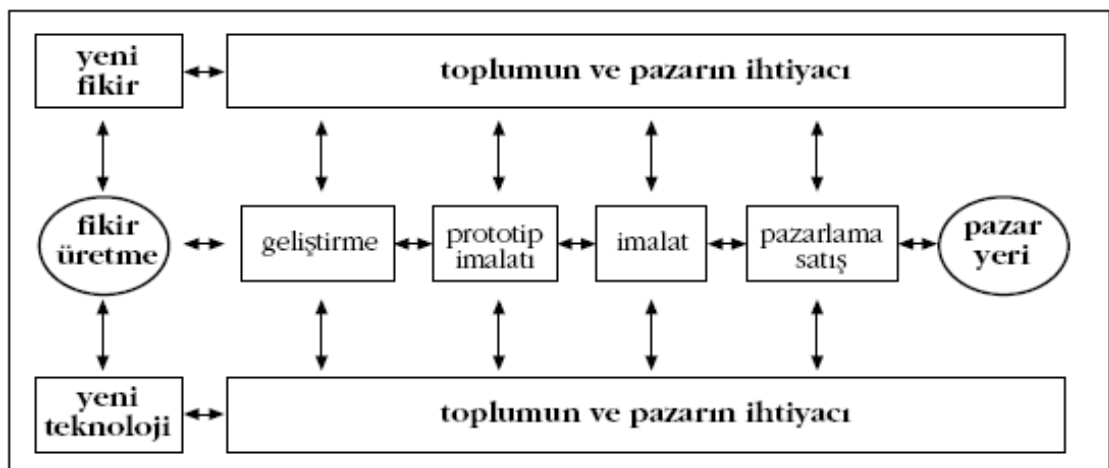 yeni
fikir
toplumun ve pazarın ihtiyacı
fikir
üretme
geliştirme
prototip
imalatı
imalat
pazarlama
satış
pazar
yeri
yeni
teknoloji
toplumun ve pazarın ihtiyacı